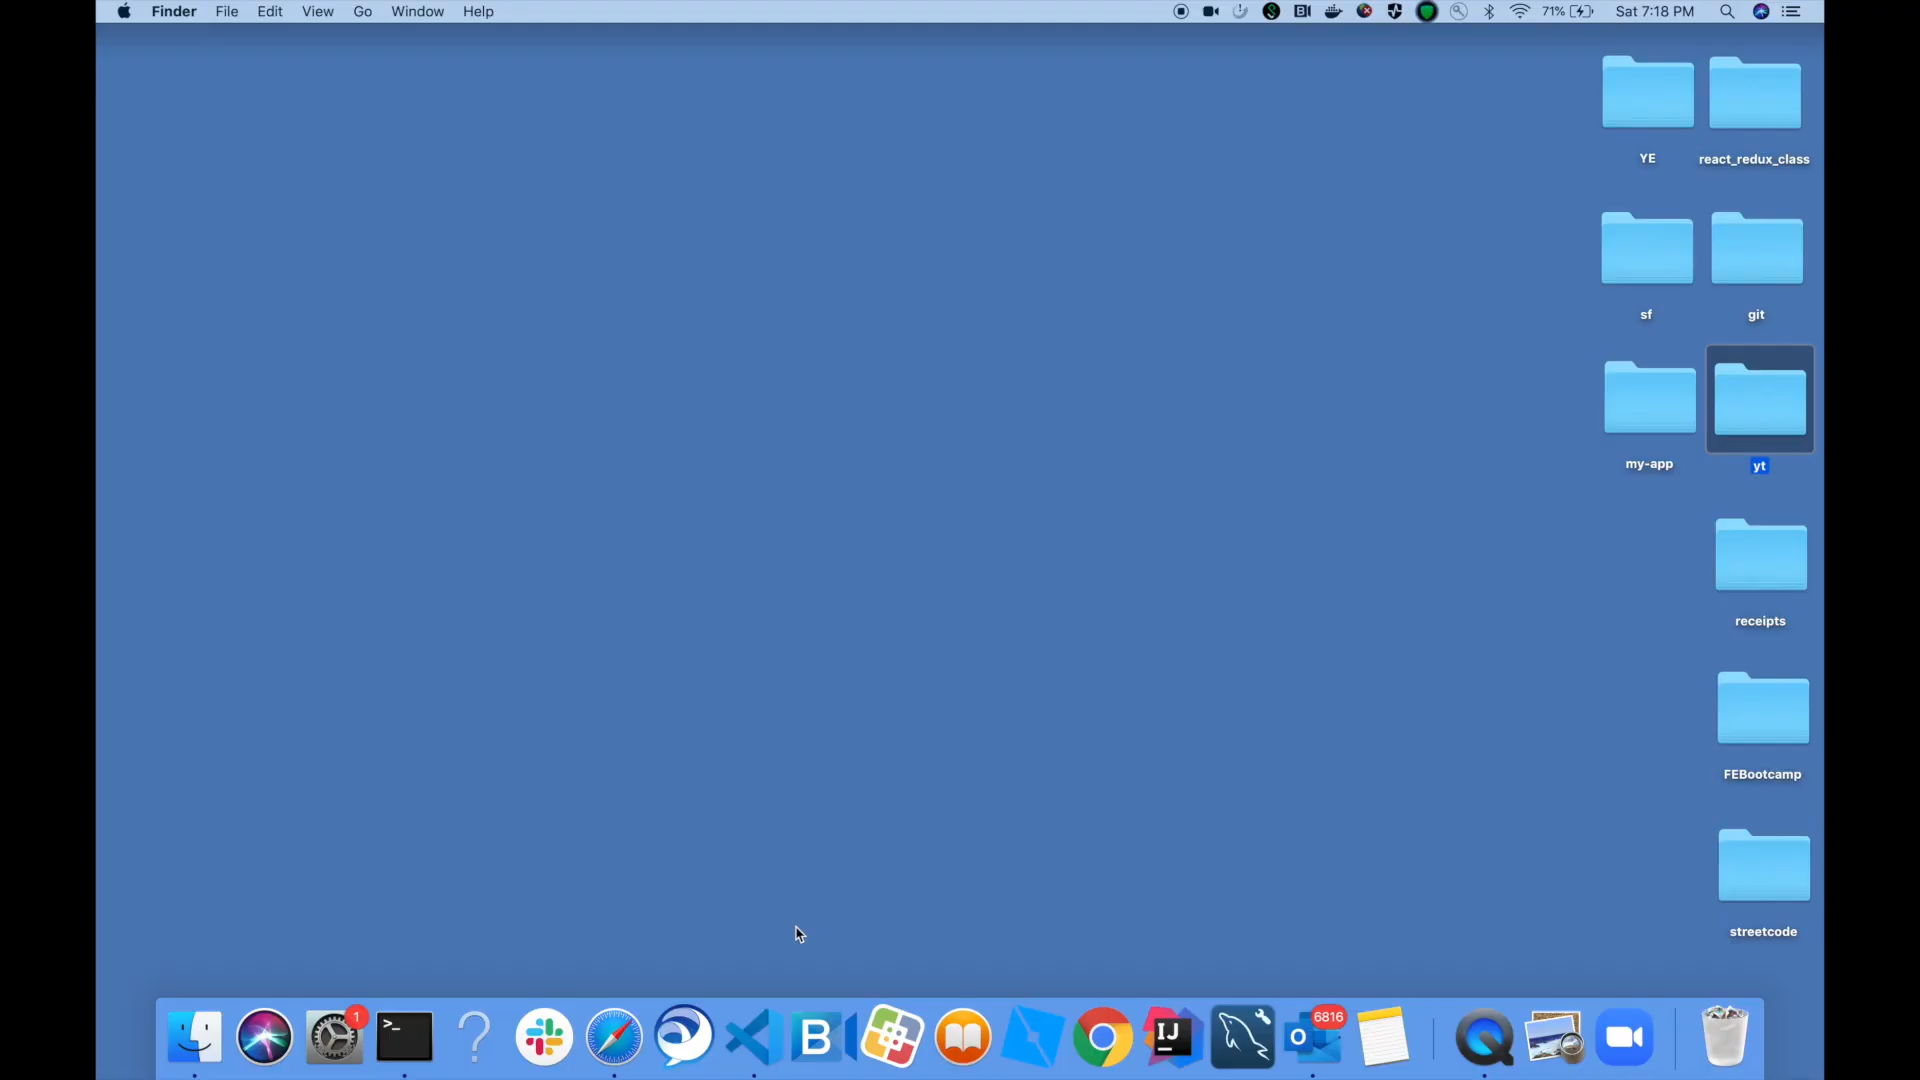 Finder File Edit View Go Window Help 71% Sat 7:18 PM
YE react_redux_class
sf git
my-app yt
receipts
FEBootcamp
streetcode
1 >_ ? B IJ O 6816